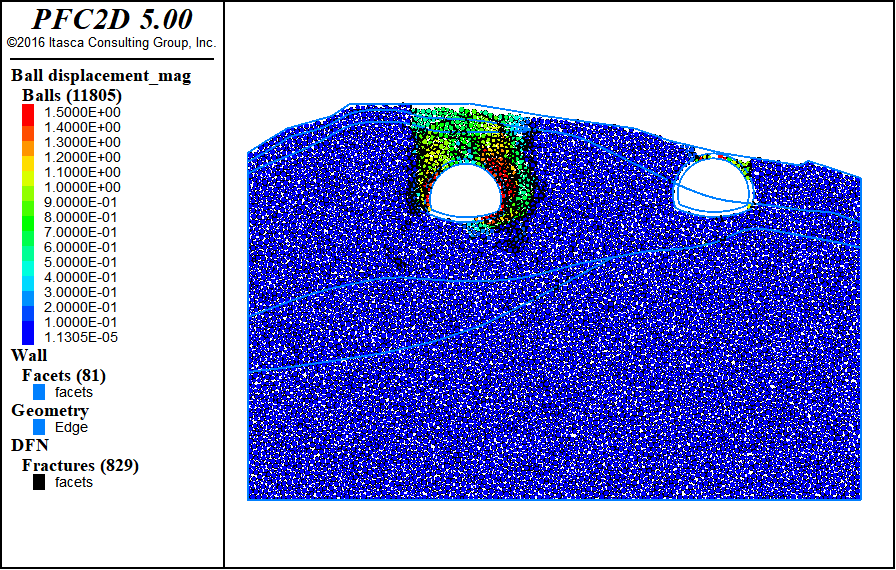 PFC2D 5.00
©2016 Itasca Consulting Group, Inc.
Ball displacement_mag
Balls (11805)
1.5000E+00
1.4000E+00
1.3000E+00
1.2000E+00
1.1000E+00
1.0000E+00
9.0000E-01
8.0000E-01
7.0000E-01
6.0000E-01
5.0000E-01
4.0000E-01
3.0000E-01
2.0000E-01
1.0000E-01
1.1305E-05
Wall
Facets (81)
facets
Geometry
Edge
DFN
Fractures (829)
facets